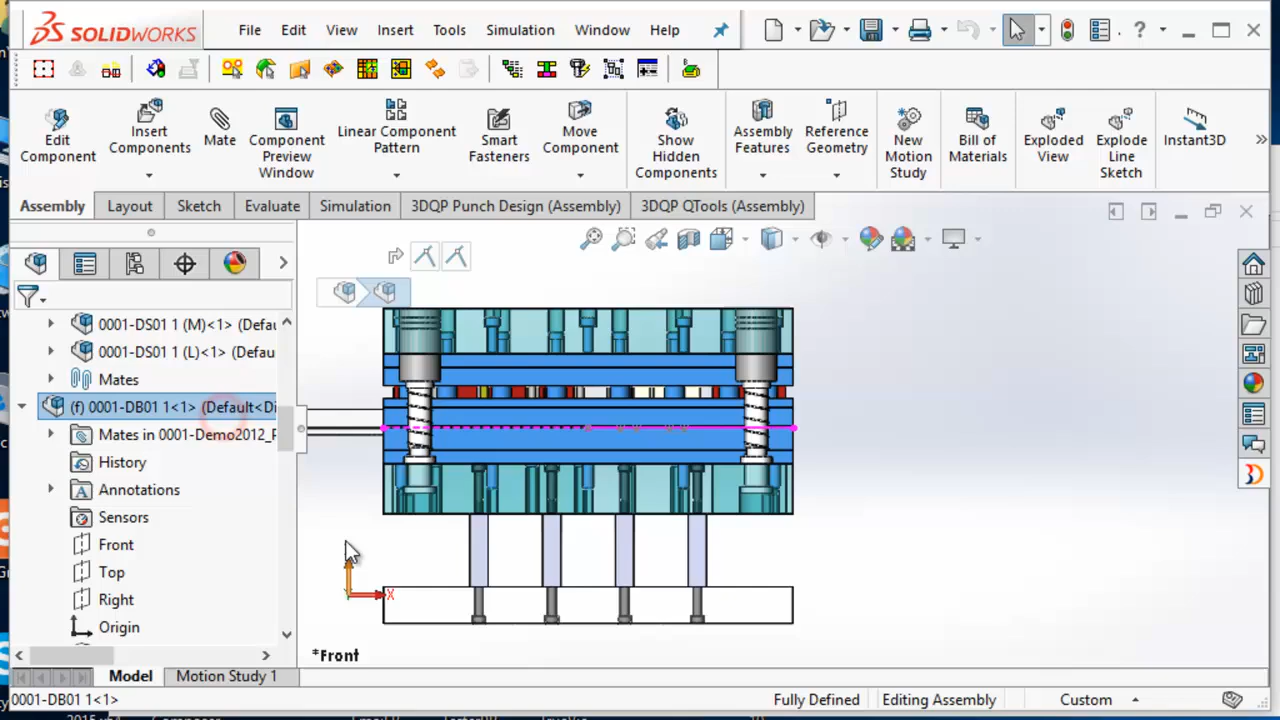 SOLIDWORKS File Edit View Insert Tools Simulation Window Help
Edit Component
Insert Components
Mate
Component Preview Window
Linear Component Pattern
Smart Fasteners
Move Component
Show Hidden Components
Assembly Features
Reference Geometry
New Motion Study
Bill of Materials
Exploded View
Explode Line Sketch
Instant3D
Assembly Layout Sketch Evaluate Simulation 3DQP Punch Design (Assembly) 3DQP QTools (Assembly)
0001-DS01 1 (M)<1> (Defau
0001-DS01 1 (L)<1> (Defau
Mates
(f) 0001-DB01 1<1> (Default<Di
Mates in 0001-Demo2012_
History
Annotations
Sensors
Front
Top
Right
Origin
X
*Front
Model Motion Study 1
0001-DB01 1<1> Fully Defined Editing Assembly Custom